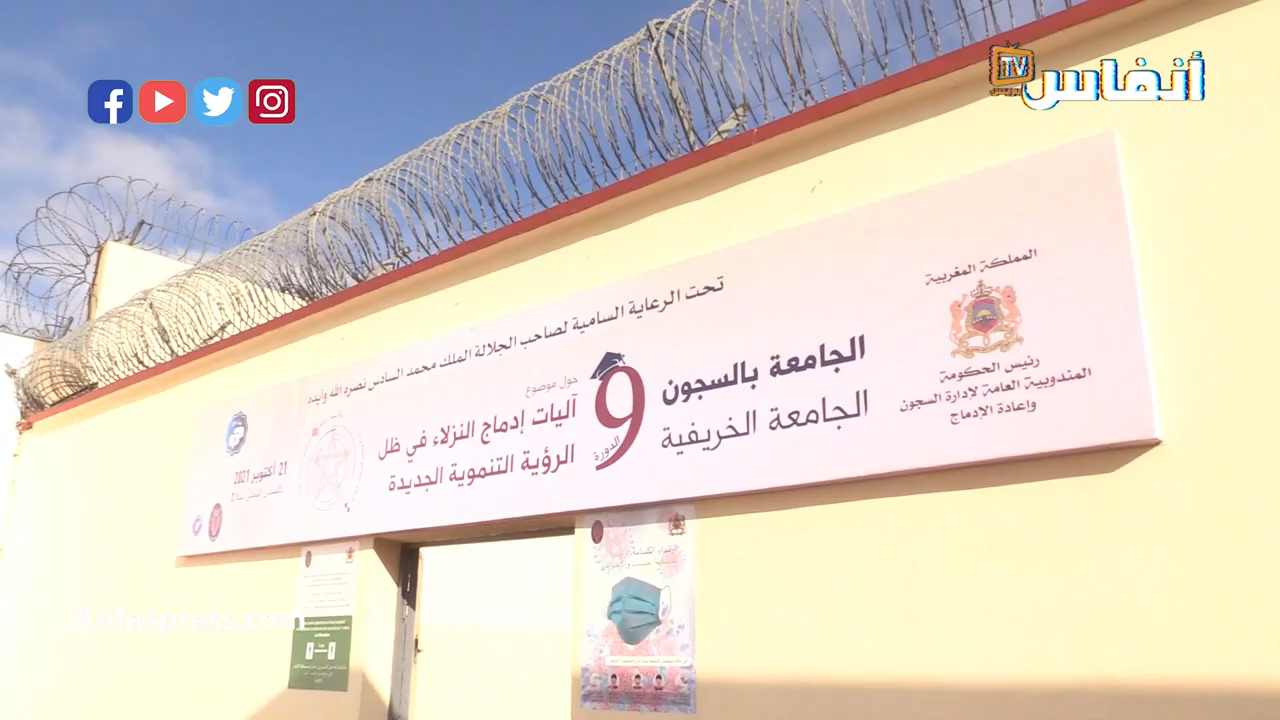 أنفاس
TV
بريس
تحت الرعاية السامية لصاحب الجلالة الملك محمد السادس نصره الله وأيده
المملكة المغربية
رئيس الحكومة
المندوبية العامة لإدارة السجون
وإعادة الإدماج
الجامعة بالسجون
الجامعة الخريفية
9
الدورة
حول موضوع
آليات إدماج النزلاء في ظل
الرؤية التنموية الجديدة
21 أكتوبر 2021
Anfaspress.com